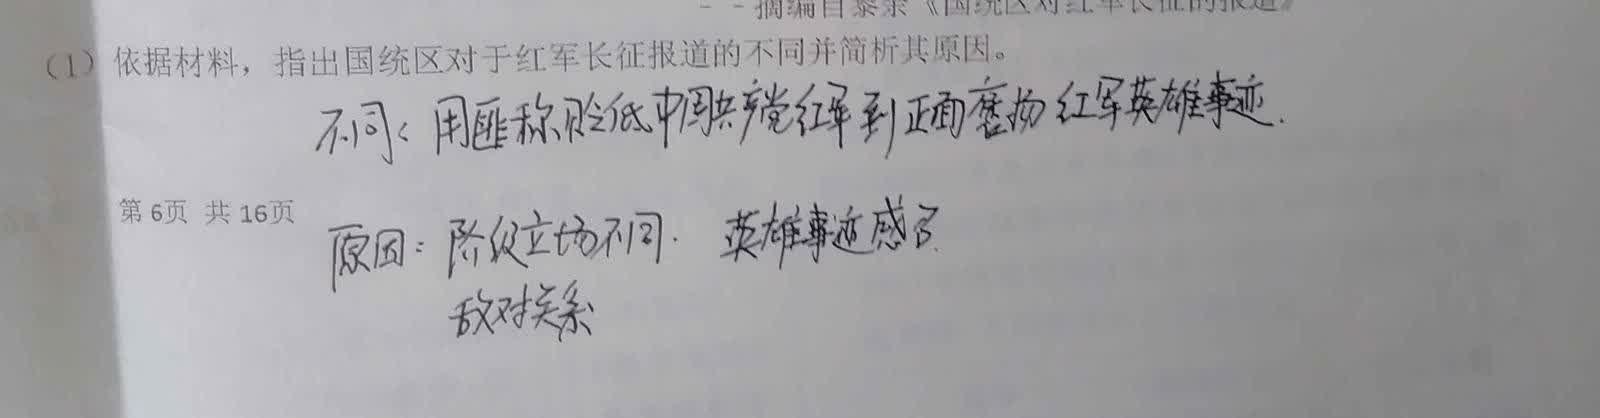 --摘编自黎余《国统区对红军长征的报道》
(1) 依据材料，指出国统区对于红军长征报道的不同并简析其原因。
不同：用匪称贬低中国共产党红军到正面褒扬红军英雄事迹.
第6页 共16页
原因：阶级立场不同. 英雄事迹感召
敌对关系